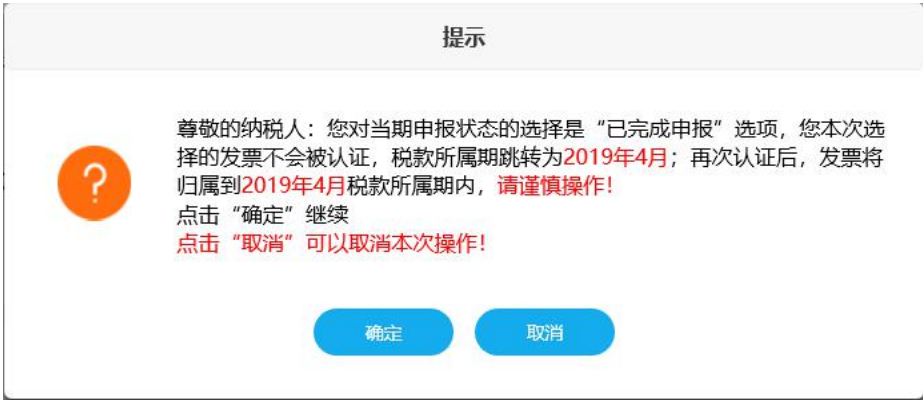 提示
尊敬的纳税人：您对当期申报状态的选择是“已完成申报”选项，您本次选
择的发票不会被认证，税款所属期跳转为2019年4月；再次认证后，发票将
归属到2019年4月税款所属期内，请谨慎操作！
点击“确定”继续
点击“取消”可以取消本次操作！
确定
取消